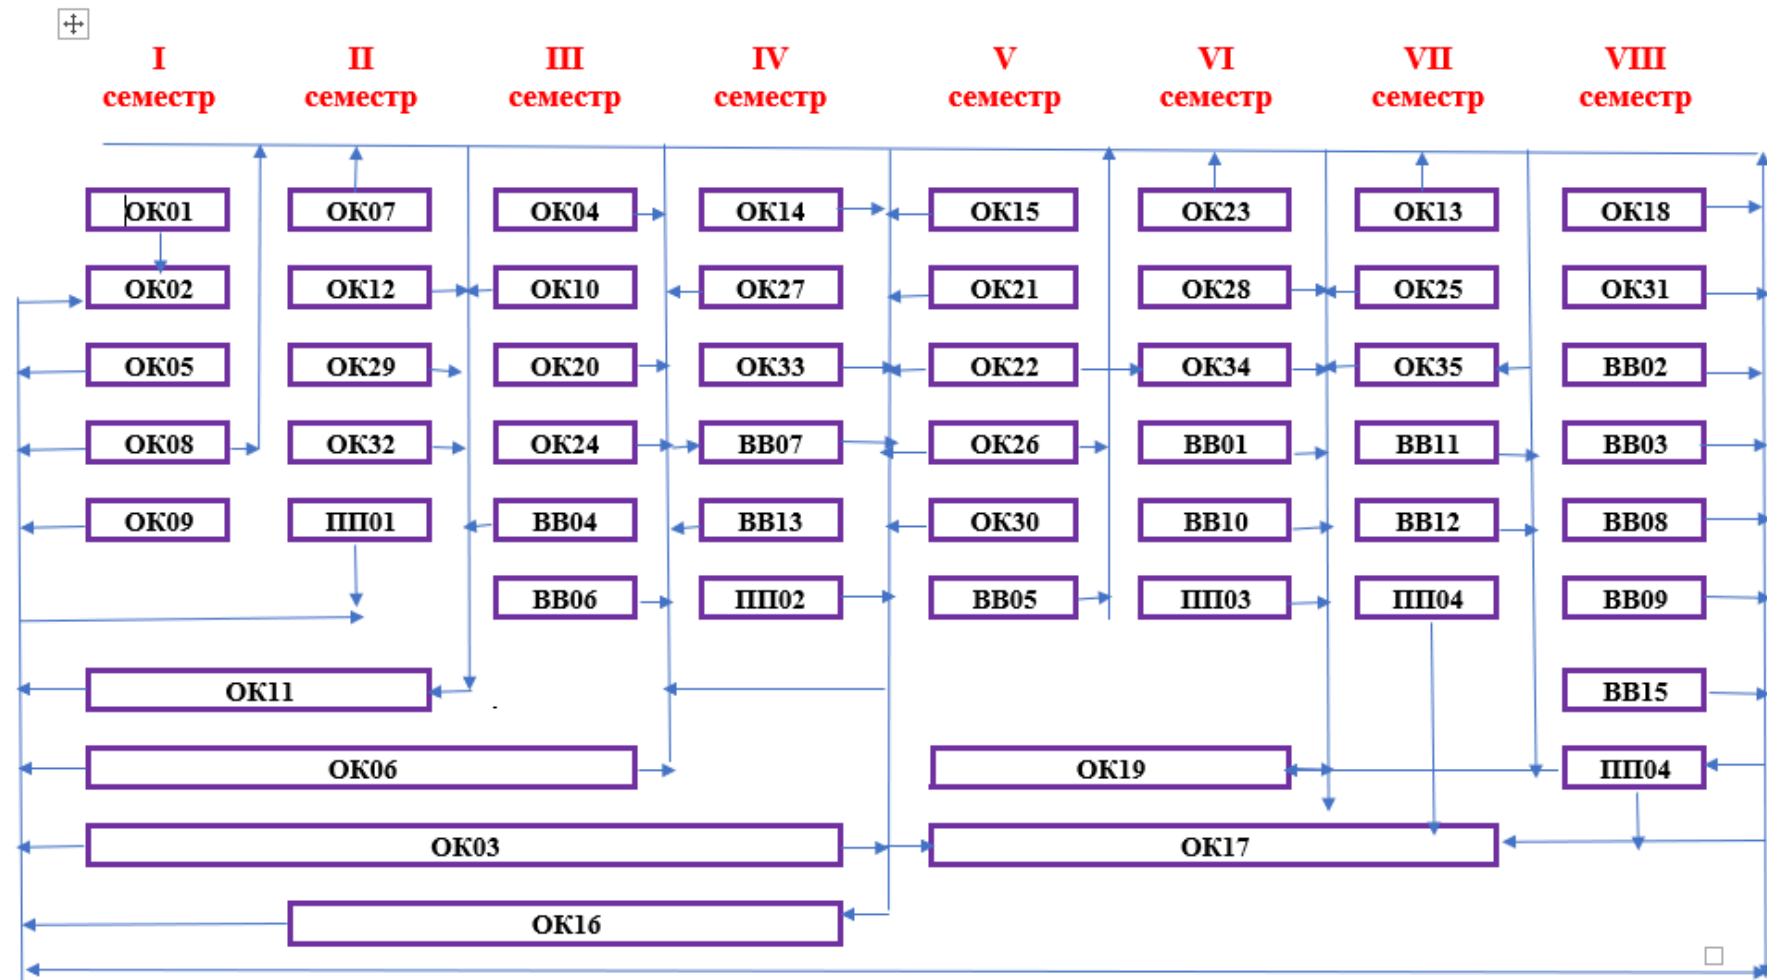 I II III IV V VI VII VIII
семестр семестр семестр семестр семестр семестр семестр семестр
ОК01 ОК07 ОК04 ОК14 ОК15 ОК23 ОК13 ОК18
ОК02 ОК12 ОК10 ОК27 ОК21 ОК28 ОК25 ОК31
ОК05 ОК29 ОК20 ОК33 ОК22 ОК34 ОК35 ВВ02
ОК08 ОК32 ОК24 ВВ07 ОК26 ВВ01 ВВ11 ВВ03
ОК09 ПП01 ВВ04 ВВ13 ОК30 ВВ10 ВВ12 ВВ08
ВВ06 ПП02 ВВ05 ПП03 ПП04 ВВ09
ОК11 ВВ15
ОК06 ОК19 ПП04
ОК03 ОК17
ОК16